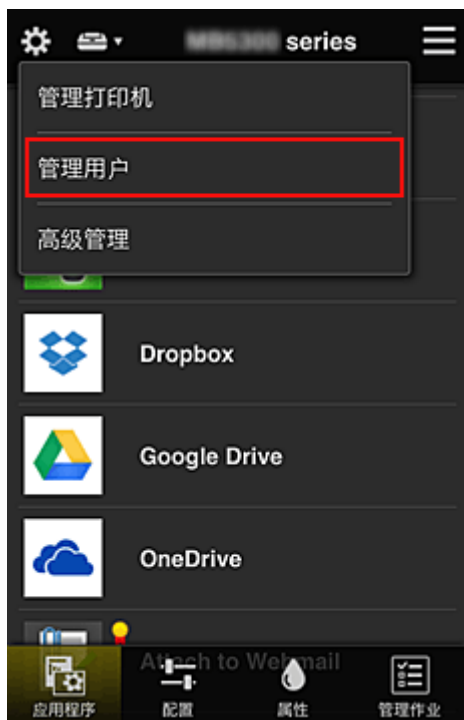 series
管理打印机
管理用户
高级管理
Dropbox
Google Drive
OneDrive
Attach to Webmail
应用程序
配置
属性
管理作业